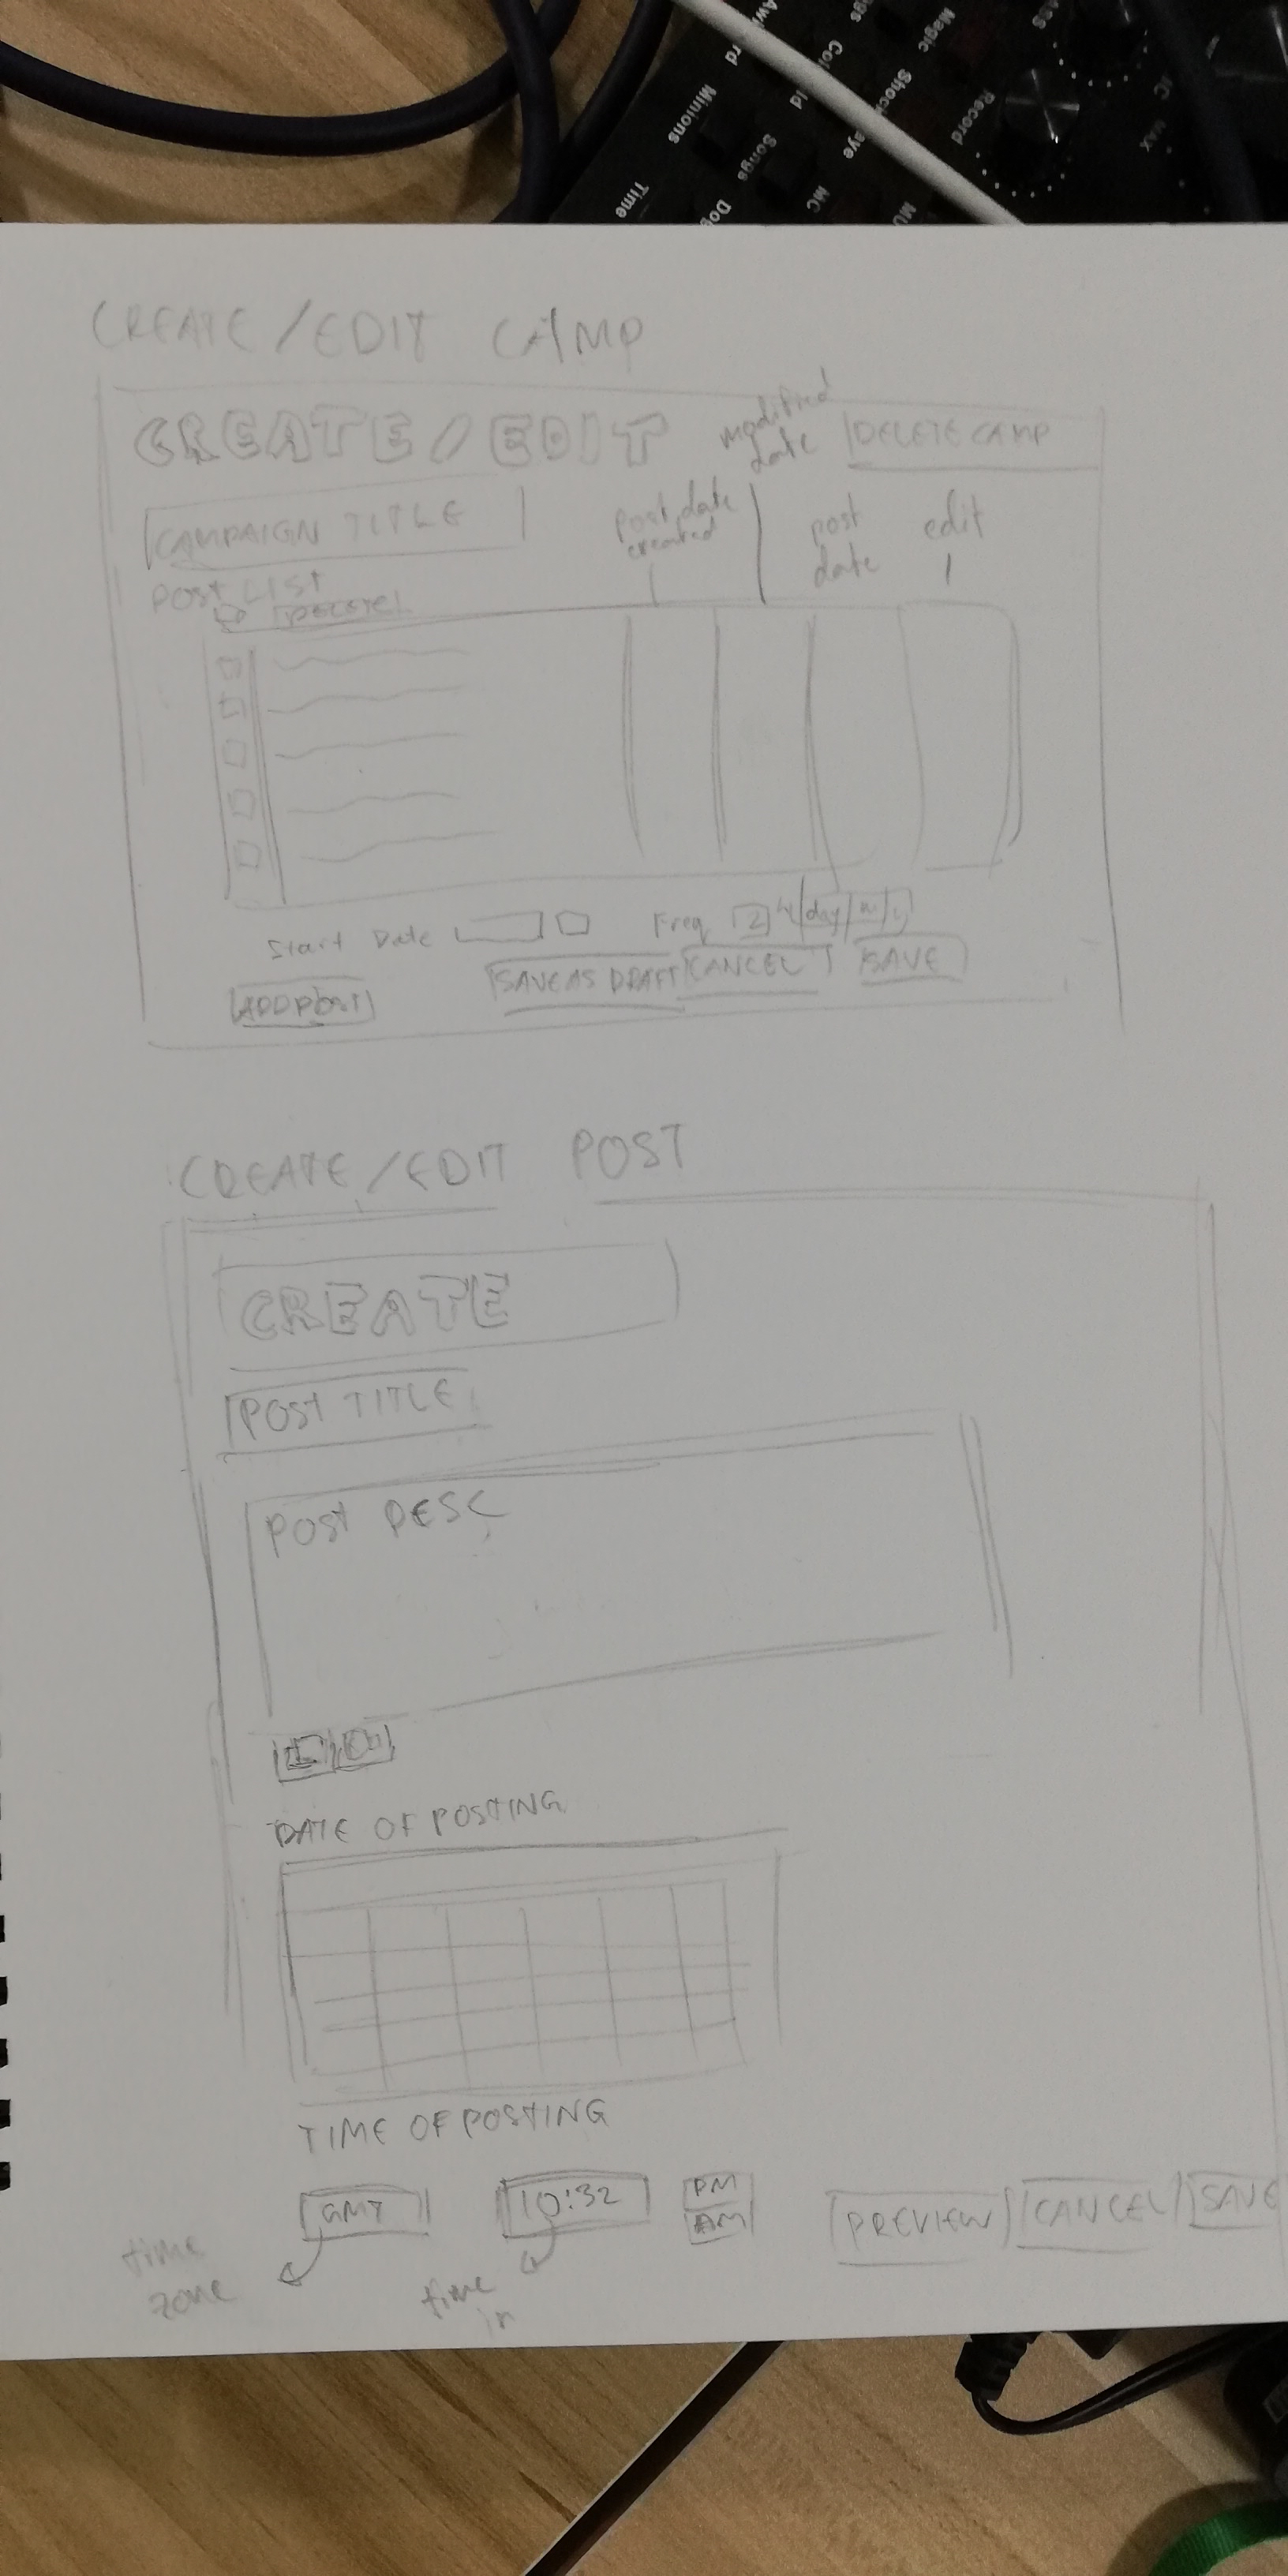 Minions
Time
Songs
Magic
Record
MAX
MC
CREATE/EDIT CAMP
CREATE/EDIT
modified
date
DELETE CAMP
CAMPAIGN TITLE
post date
created
post
date
edit
POST LIST
DELETE
Start Date
Freq 2
day
SAVE AS DRAFT
CANCEL
SAVE
ADD POST
CREATE/EDIT POST
CREATE
POST TITLE
POST DESC
DATE OF POSTING
TIME OF POSTING
GMT
10:32
PM
AM
PREVIEW
CANCEL
SAVE
time
zone
time
in